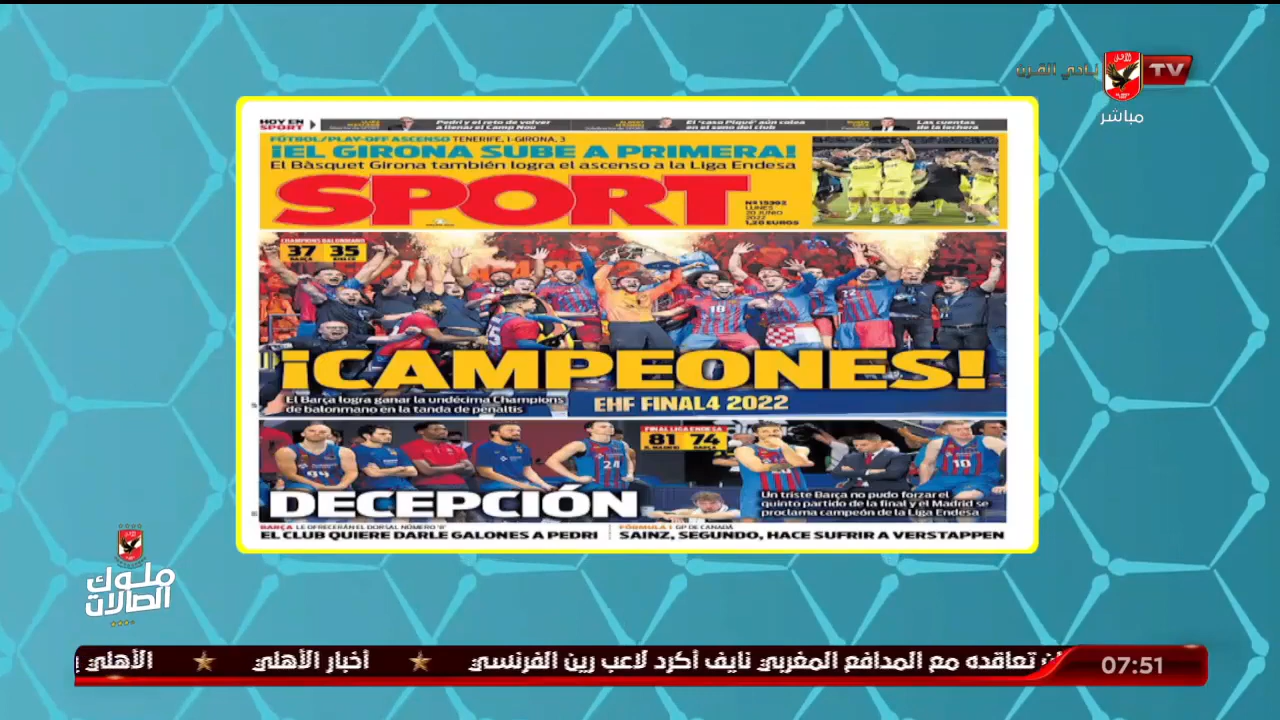 نادي القرن
TV
مباشر
HOY EN
SPORT
Pedri y el reto de volver
a llenar el Camp Nou
El 'caso Piqué' aún colea
en el seno del club
Las cuentas
de la lechera
FÚTBOL/PLAY-OFF ASCENSO TENERIFE, 1-GIRONA, 3
¡EL GIRONA SUBE A PRIMERA!
El Bàsquet Girona también logra el ascenso a la Liga Endesa
SPORT
Nº 15392
LUNES
20 JUNIO
2022
1,20 EUROS
CHAMPIONS BALONMANO
37 35
BARÇA KIELCE
¡CAMPEONES!
El Barça logra ganar la undécima Champions
de balonmano en la tanda de penaltis
EHF FINAL4 2022
FINAL LIGA ENDESA
81 74
R. MADRID BARÇA
DECEPCIÓN
Un triste Barça no pudo forzar el
quinto partido de la final y el Madrid se
proclama campeón de la Liga Endesa
BARÇA LE OFRECERÁN EL DORSAL NÚMERO '8'
EL CLUB QUIERE DARLE GALONES A PEDRI
FÓRMULA 1 GP DE CANADÁ
SAINZ, SEGUNDO, HACE SUFRIR A VERSTAPPEN
ملوك
الصالات
ن تعاقده مع المدافع المغربي نايف أكرد لاعب رين الفرنسي ★ أخبار الأهلي ★ الأهلي
07:51